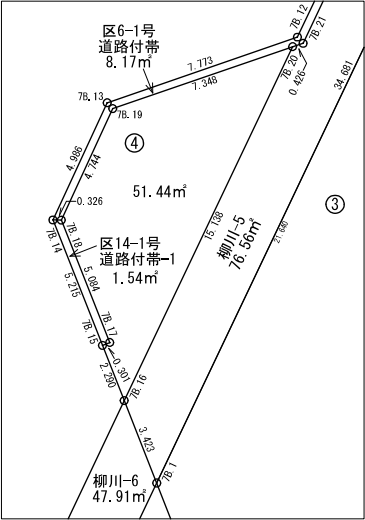 区6-1号
道路付帯
8.17㎡
7B.12
7B.21
7.773
7.348
7B.20
0.426
34.681
7B.13
7B.19
④
4.986
4.744
51.44㎡
③
0.326
7B.14
7B.18
区14-1号
道路付帯-1
1.54㎡
15.138
柳川-5
76.56㎡
21.640
5.215
5.084
7B.15
7B.17
0.301
2.290
7B.16
3.423
7B.1
柳川-6
47.91㎡